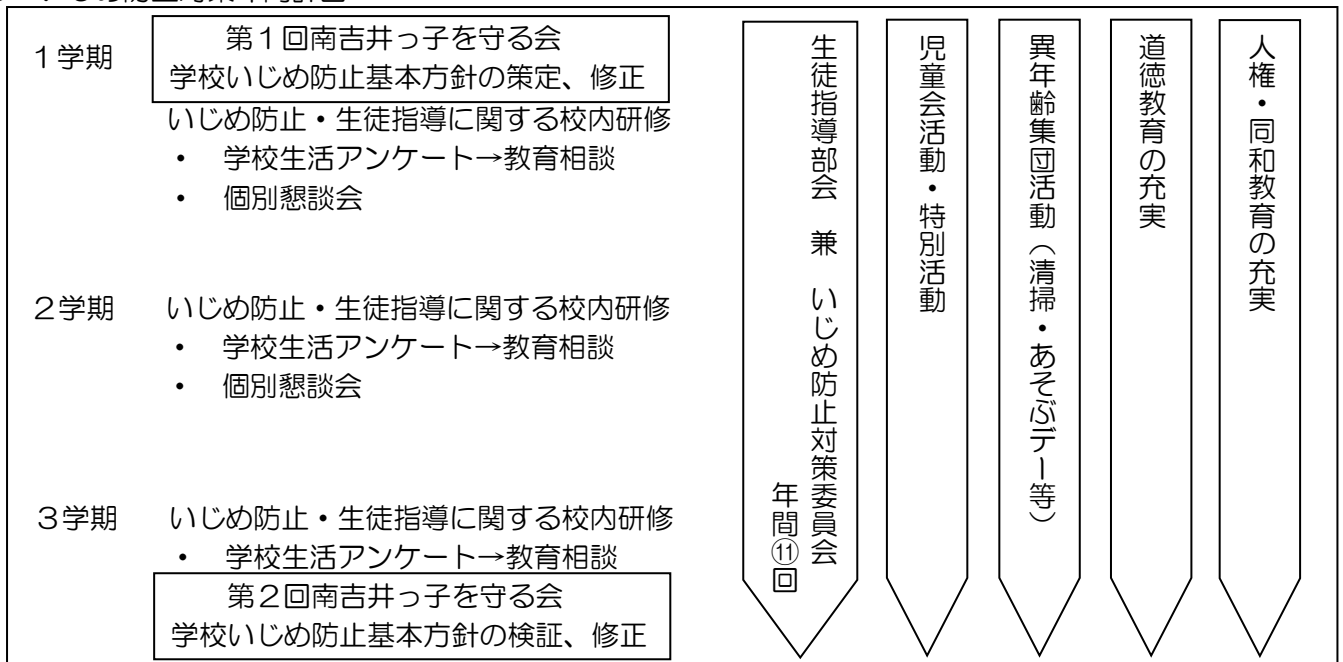 1学期
第1回南吉井っ子を守る会
学校いじめ防止基本方針の策定、修正
いじめ防止・生徒指導に関する校内研修
・ 学校生活アンケート→教育相談
・ 個別懇談会
2学期
いじめ防止・生徒指導に関する校内研修
・ 学校生活アンケート→教育相談
・ 個別懇談会
3学期
いじめ防止・生徒指導に関する校内研修
・ 学校生活アンケート→教育相談
第2回南吉井っ子を守る会
学校いじめ防止基本方針の検証、修正
生徒指導部会 兼 いじめ防止対策委員会
年間⑪回
児童会活動・特別活動
異年齢集団活動(清掃・あそぶデー等)
道徳教育の充実
人権・同和教育の充実